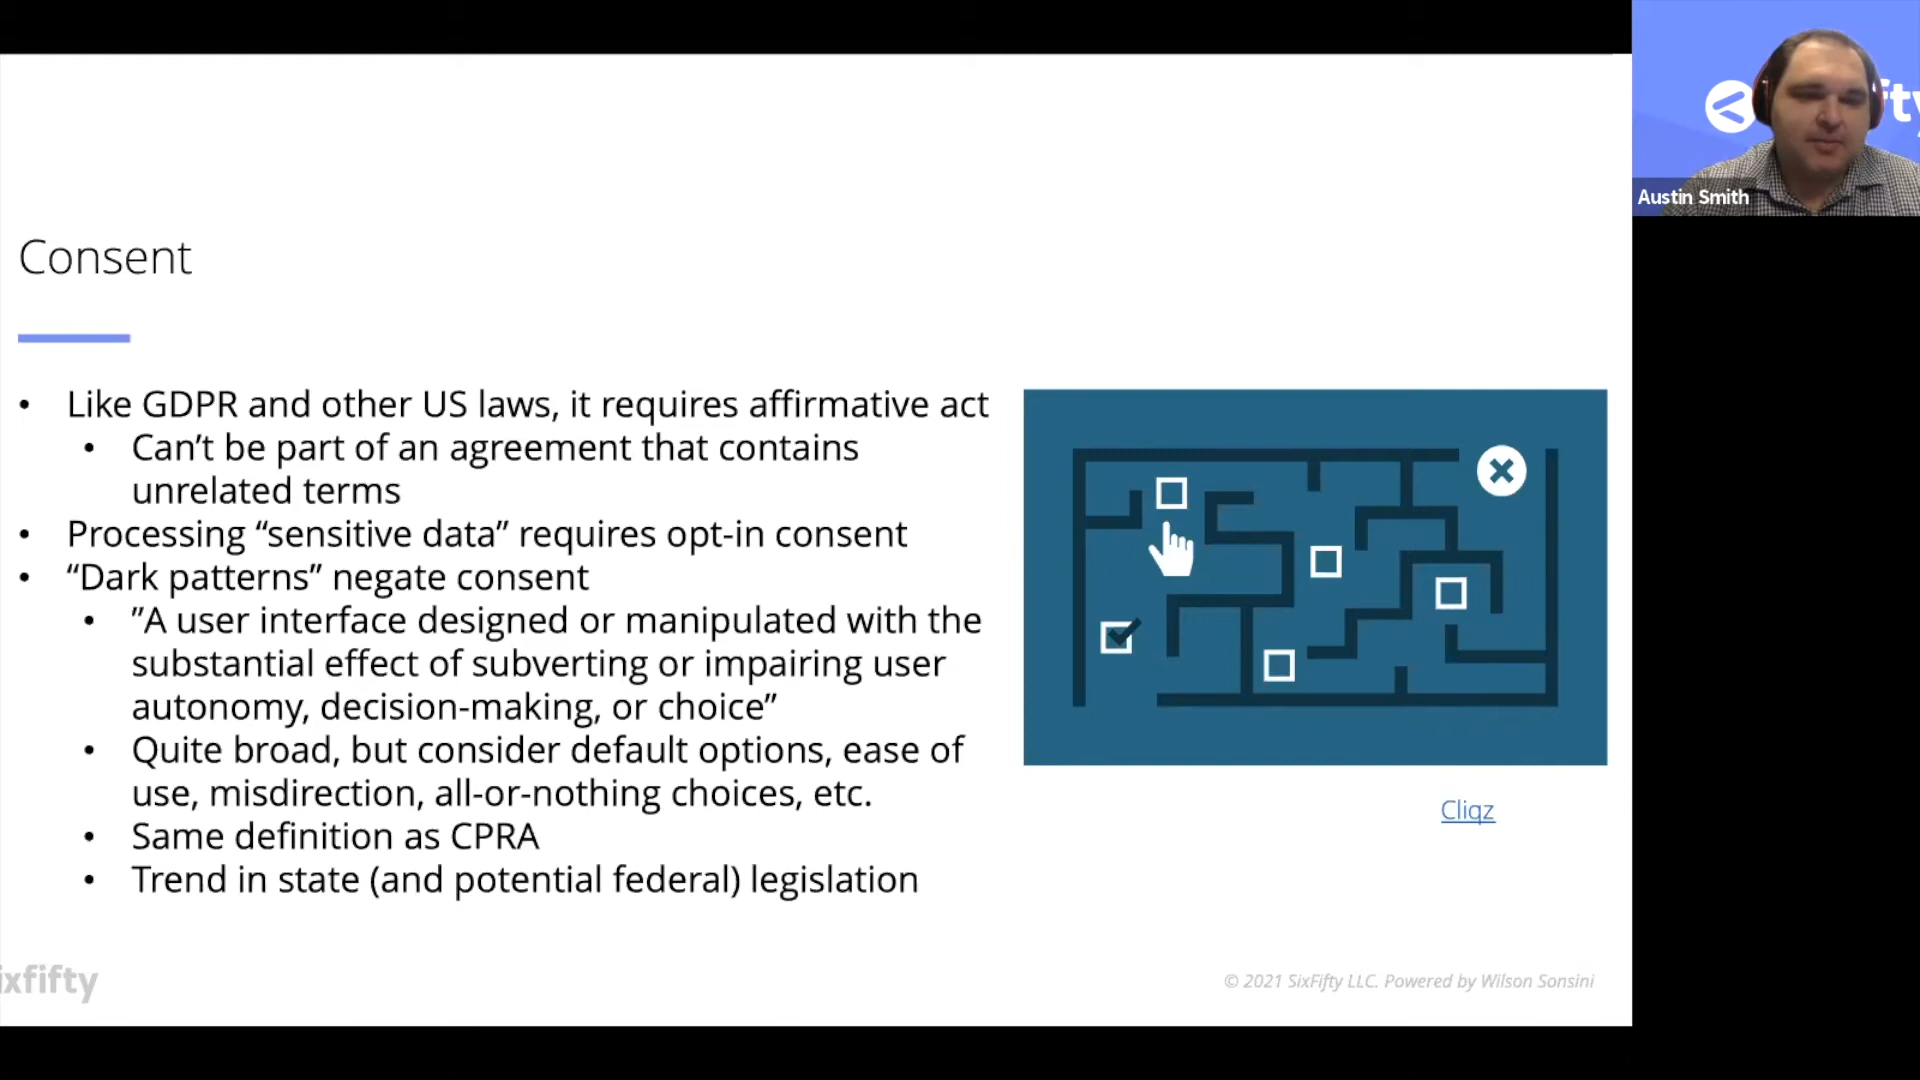 fty
Austin Smith
Consent
• Like GDPR and other US laws, it requires affirmative act
• Can’t be part of an agreement that contains
unrelated terms
• Processing “sensitive data” requires opt-in consent
• “Dark patterns” negate consent
• ”A user interface designed or manipulated with the
substantial effect of subverting or impairing user
autonomy, decision-making, or choice”
• Quite broad, but consider default options, ease of
use, misdirection, all-or-nothing choices, etc.
• Same definition as CPRA
• Trend in state (and potential federal) legislation
Cliqz
ixfifty
© 2021 SixFifty LLC. Powered by Wilson Sonsini